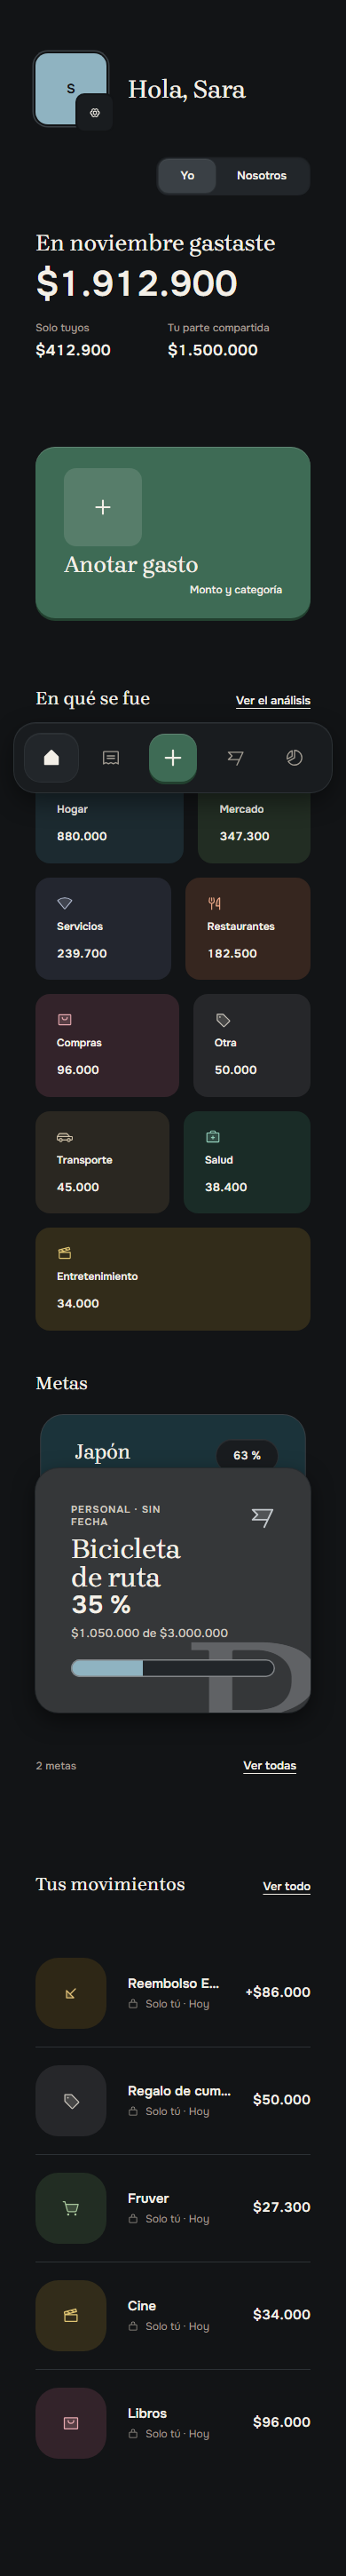 S
Hola, Sara
Yo
Nosotros
En noviembre gastaste
$1.912.900
Solo tuyos
Tu parte compartida
$412.900
$1.500.000
Anotar gasto
Monto y categoría
En qué se fue
Ver el análisis
Hogar
Mercado
880.000
347.300
Servicios
Restaurantes
239.700
182.500
Compras
Otra
96.000
50.000
Transporte
Salud
45.000
38.400
Entretenimiento
34.000
Metas
Japón
63 %
PERSONAL · SIN
FECHA
Bicicleta
de ruta
35 %
$1.050.000 de $3.000.000
2 metas
Ver todas
Tus movimientos
Ver todo
Reembolso E...
+$86.000
Solo tú · Hoy
Regalo de cum...
$50.000
Solo tú · Hoy
Fruver
$27.300
Solo tú · Hoy
Cine
$34.000
Solo tú · Hoy
Libros
$96.000
Solo tú · Hoy